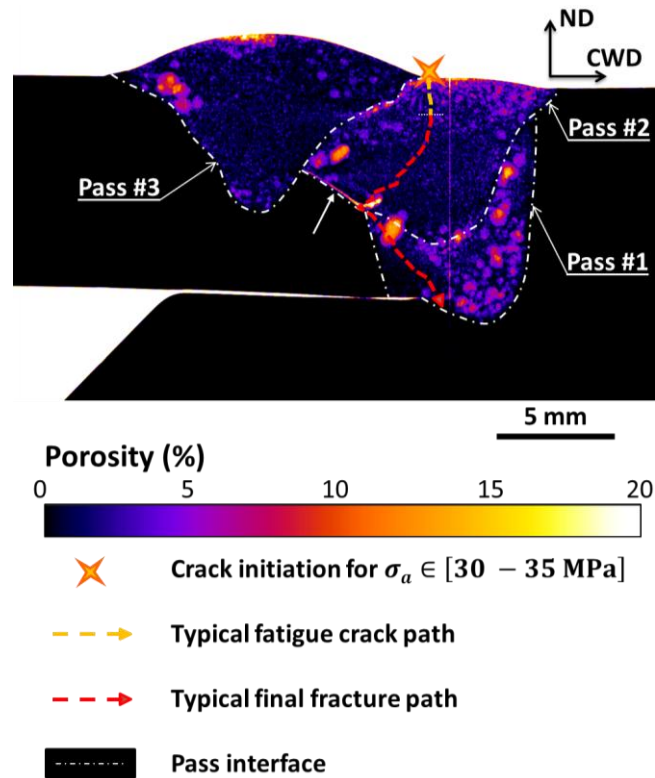 ND
CWD
Pass #2
Pass #3
Pass #1
5 mm
Porosity (%)
0 5 10 15 20
Crack initiation for σₐ ∈ [30 − 35 MPa]
Typical fatigue crack path
Typical final fracture path
Pass interface